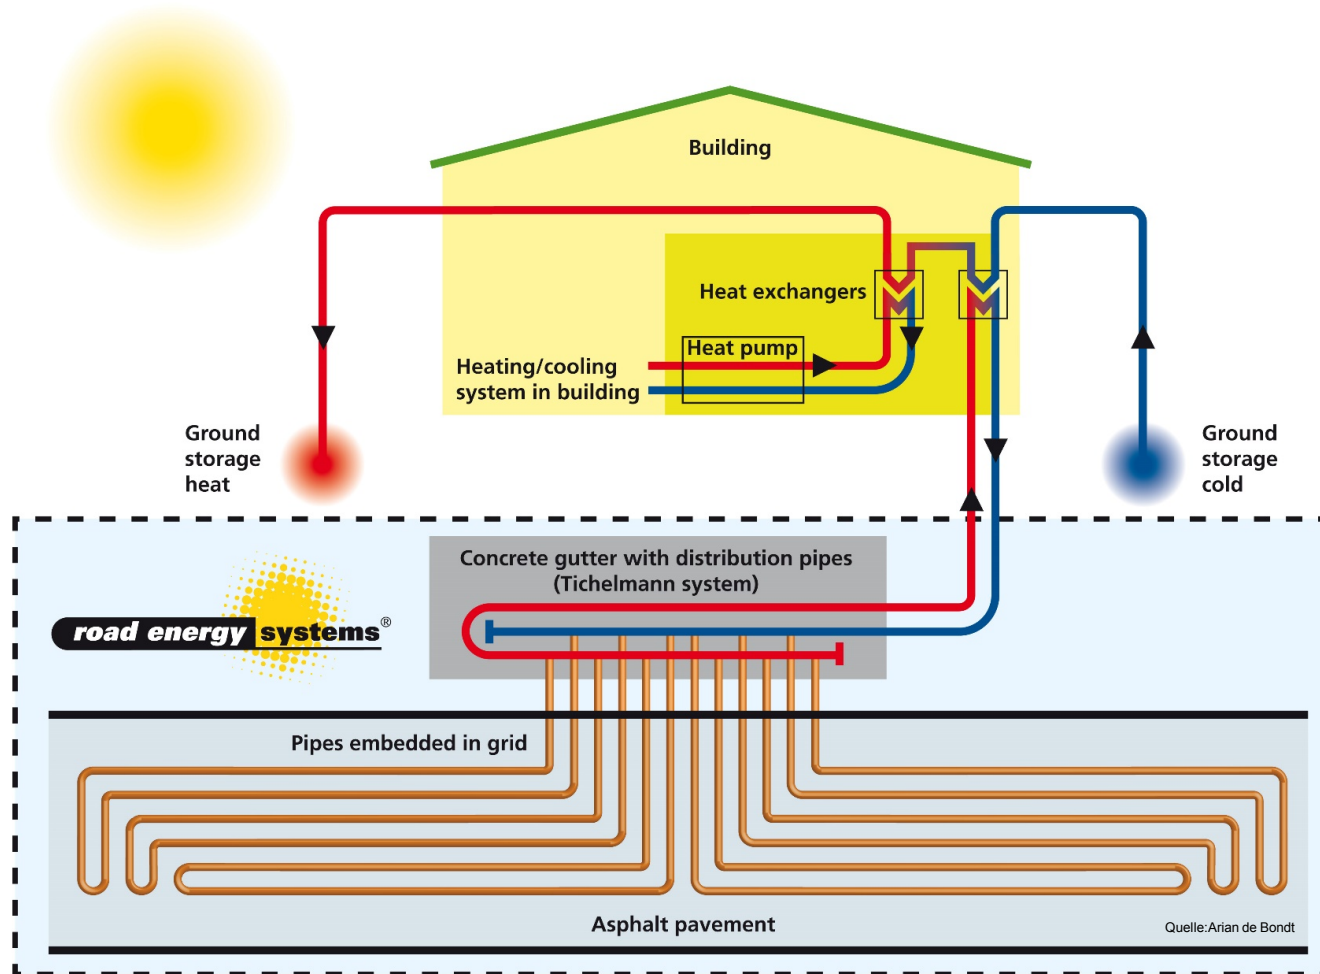 Building
Heat exchangers
Heat pump
Heating/cooling
system in building
Ground
storage
heat
Ground
storage
cold
Concrete gutter with distribution pipes
(Tichelmann system)
road energy systems®
Pipes embedded in grid
Asphalt pavement
Quelle:Arian de Bondt